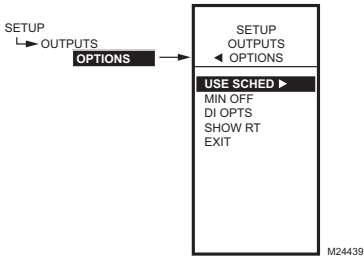 SETUP
OUTPUTS
OPTIONS
SETUP
OUTPUTS
◄ OPTIONS
USE SCHED ►
MIN OFF
DI OPTS
SHOW RT
EXIT
M24439